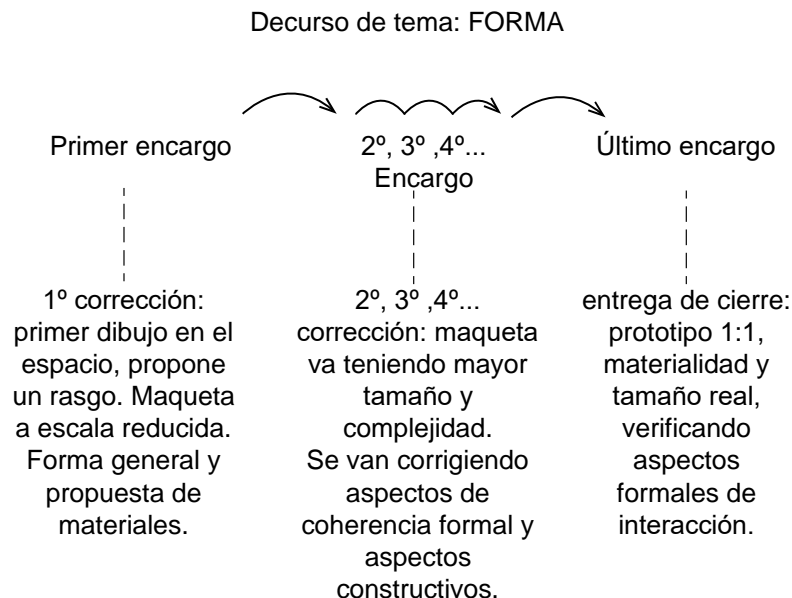 Decurso de tema: FORMA
Primer encargo
2º, 3º ,4º...
Encargo
Último encargo
1º corrección:
primer dibujo en el
espacio, propone
un rasgo. Maqueta
a escala reducida.
Forma general y
propuesta de
materiales.
2º, 3º ,4º...
corrección: maqueta
va teniendo mayor
tamaño y
complejidad.
Se van corrigiendo
aspectos de
coherencia formal y
aspectos
constructivos.
entrega de cierre:
prototipo 1:1,
materialidad y
tamaño real,
verificando
aspectos
formales de
interacción.